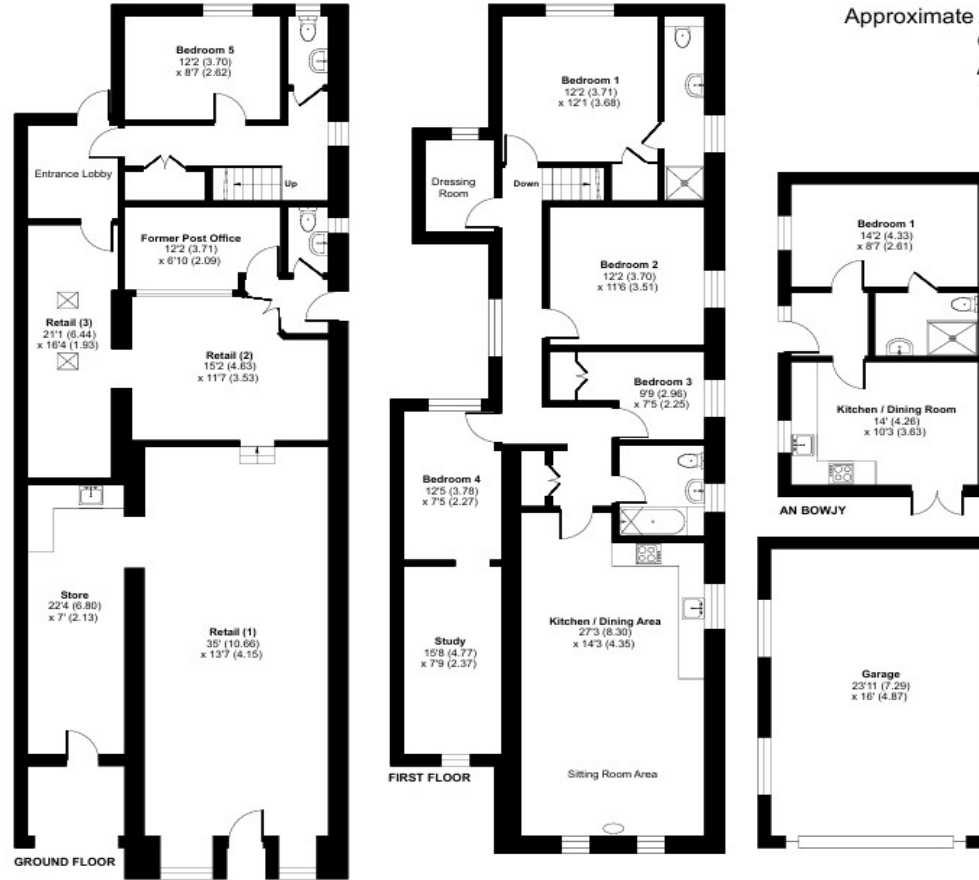 Approximate
Bedroom 5
12'2 (3.70)
x 8'7 (2.62)
Entrance Lobby
Up
Former Post Office
12'2 (3.71)
x 6'10 (2.09)
Retail (3)
21'1 (6.44)
x 16'4 (1.93)
Retail (2)
15'2 (4.63)
x 11'7 (3.53)
Store
22'4 (6.80)
x 7' (2.13)
Retail (1)
35' (10.66)
x 13'7 (4.15)
GROUND FLOOR
Bedroom 1
12'2 (3.71)
x 12'1 (3.68)
Dressing
Room
Down
Bedroom 2
12'2 (3.70)
x 11'6 (3.51)
Bedroom 3
9'9 (2.96)
x 7'5 (2.25)
Bedroom 4
12'5 (3.78)
x 7'5 (2.27)
Study
15'8 (4.77)
x 7'9 (2.37)
Kitchen / Dining Area
27'3 (8.30)
x 14'3 (4.35)
Sitting Room Area
FIRST FLOOR
Bedroom 1
14'2 (4.33)
x 8'7 (2.61)
Kitchen / Dining Room
14' (4.26)
x 10'3 (3.63)
AN BOWJY
Garage
23'11 (7.29)
x 16' (4.87)